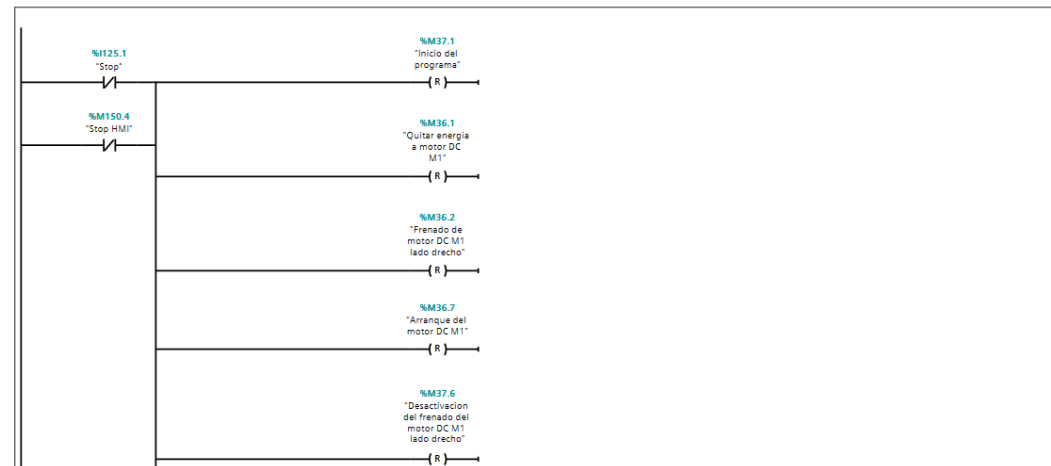 %M37.1
"Inicio del
programa"
%I125.1
"Stop"
R
%M150.4
"Stop HMI"
%M36.1
"Quitar energia
a motor DC
M1"
R
%M36.2
"Frenado de
motor DC M1
lado drecho"
R
%M36.7
"Arranque del
motor DC M1"
R
%M37.6
"Desactivacion
del frenado del
motor DC M1
lado drecho"
R